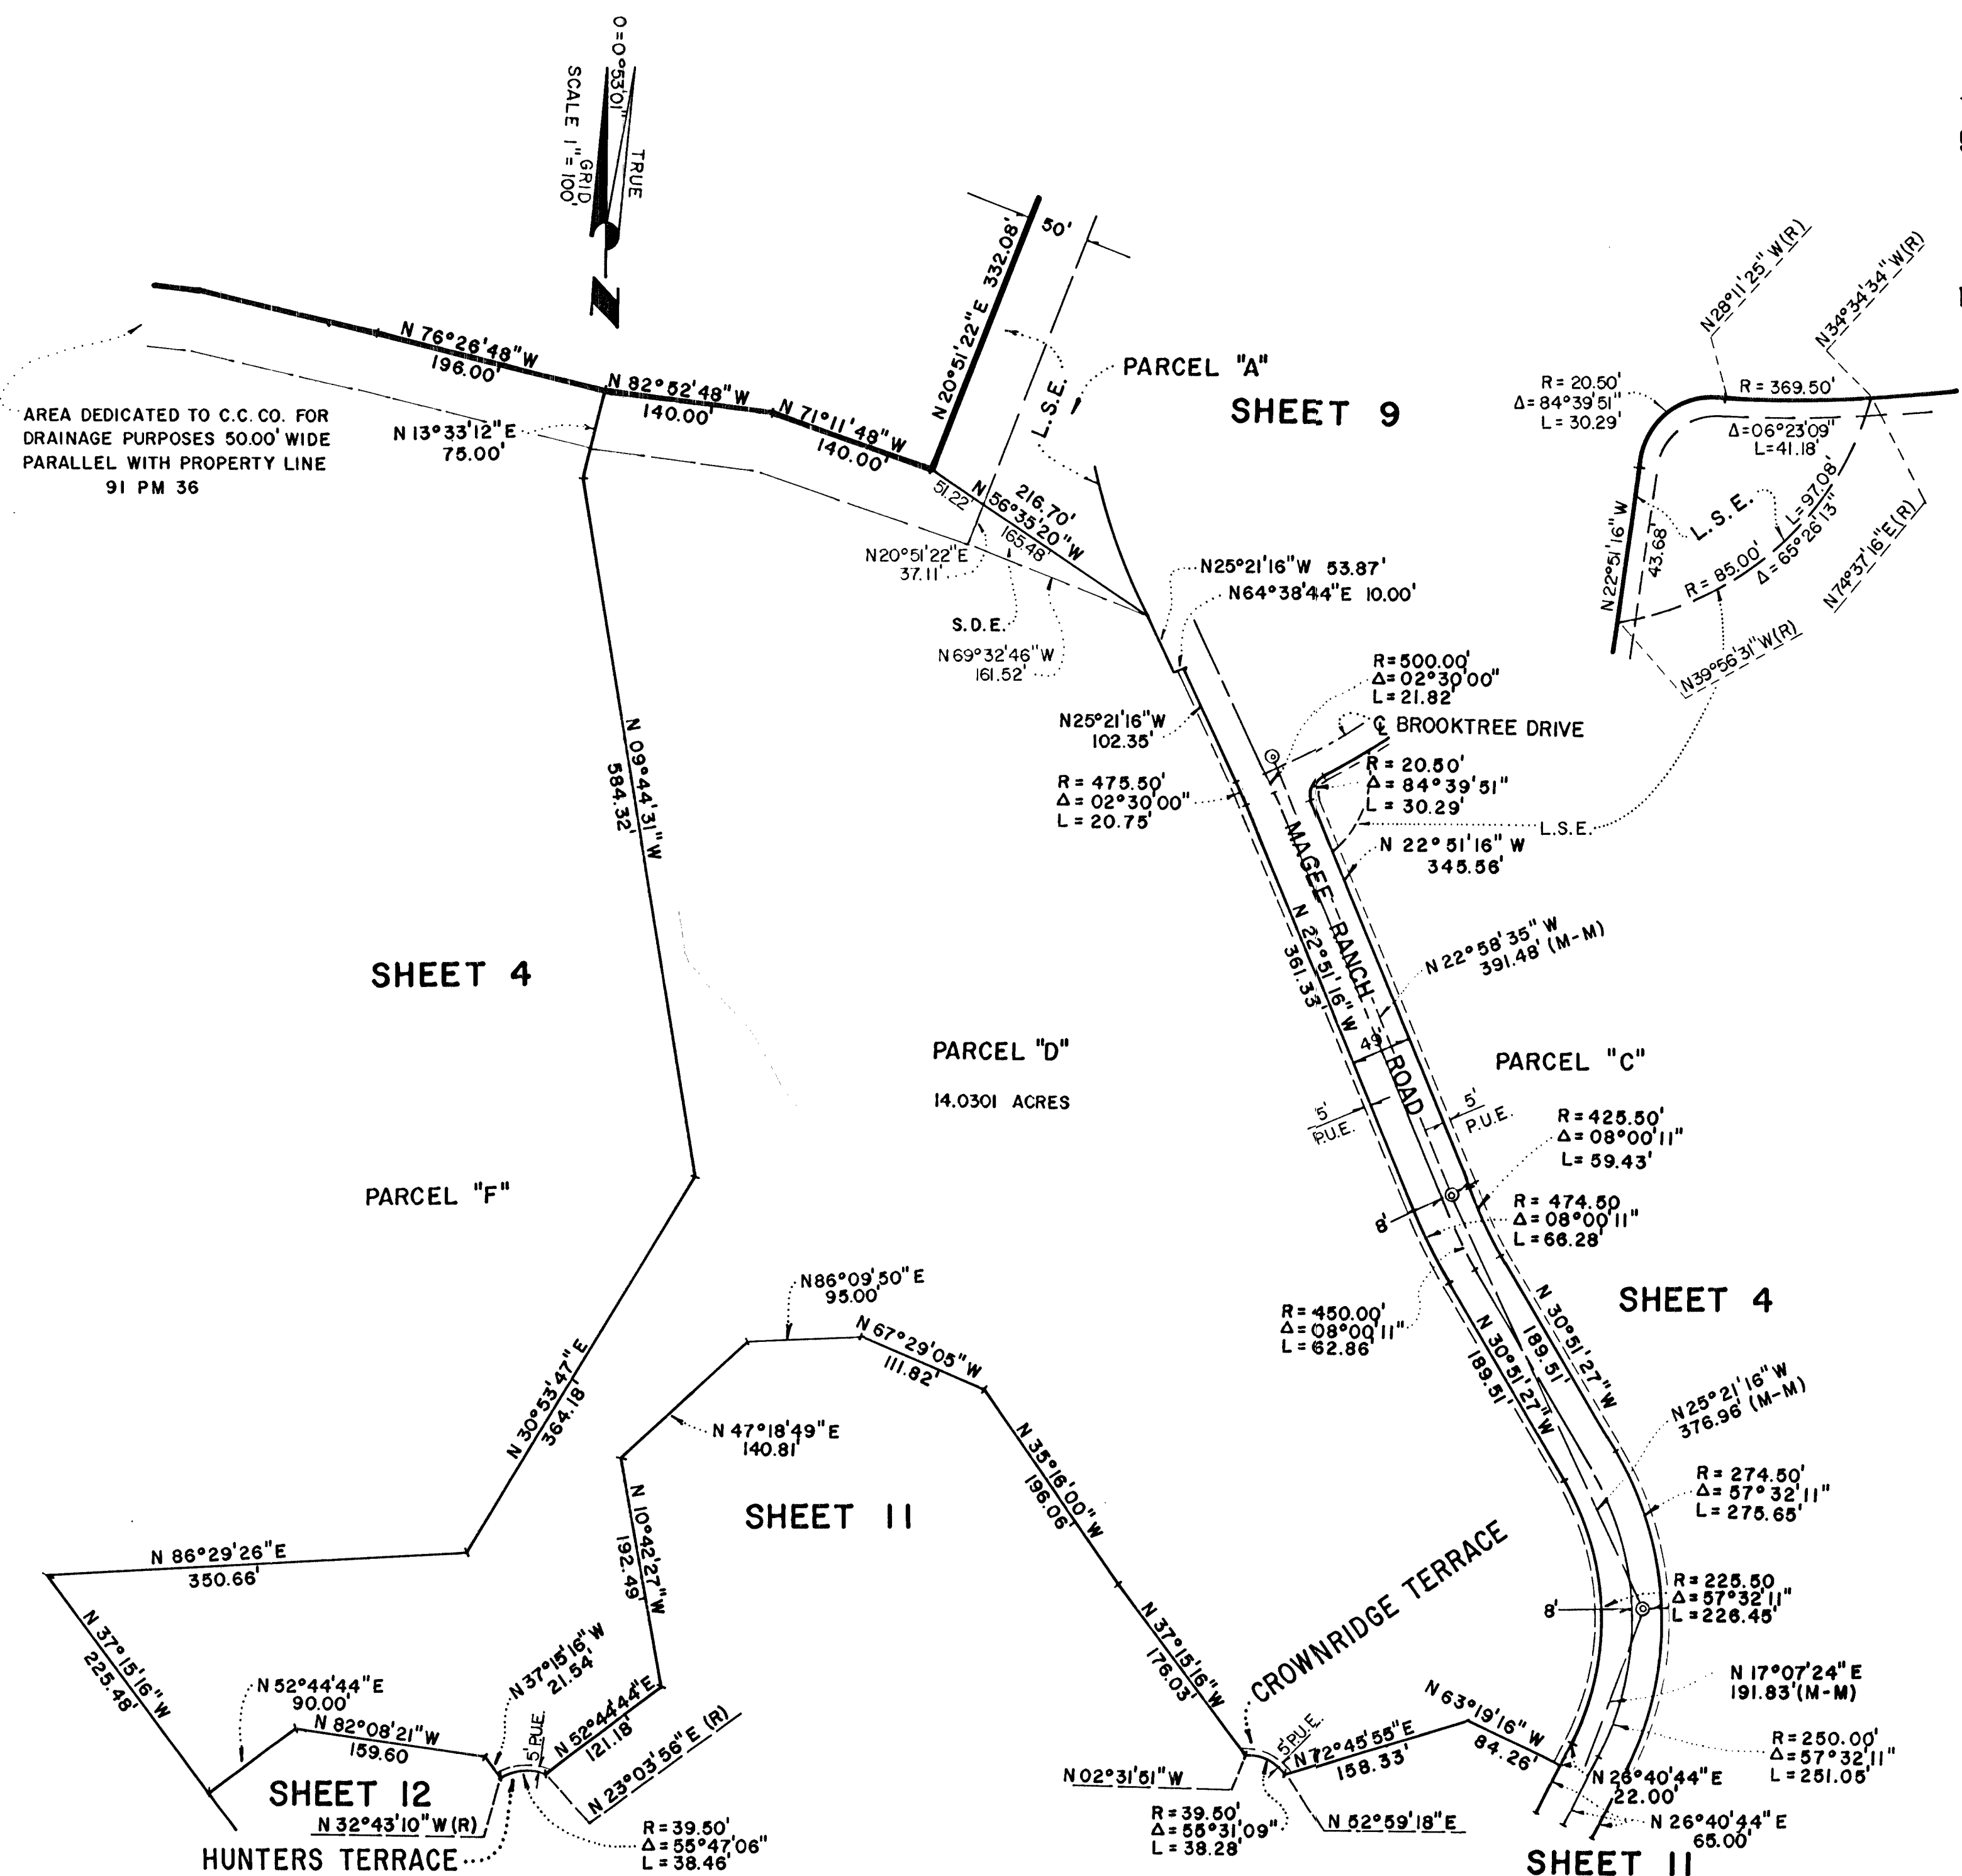 0=0°53'01"
TRUE
GRID
SCALE 1"=100'
N
50'
N 20°51'22" E 332.08'
L.S.E.
PARCEL "A"
SHEET 9
N 76°26'48" W
196.00'
N 82°52'48" W
140.00'
N 71°11'48" W
140.00'
AREA DEDICATED TO C.C. CO. FOR
DRAINAGE PURPOSES 50.00' WIDE
PARALLEL WITH PROPERTY LINE
91 PM 36
N 13°33'12" E
75.00'
51.22'
216.70'
N 56°35'20" W
165.48'
N20°51'22"E
37.11'
S.D.E.
N69°32'46"W
161.52'
N28°11'25" W(R)
N34°34'34" W(R)
R = 20.50'
Δ=84°39'51"
L = 30.29'
R = 369.50'
Δ=06°23'09"
L=41.18'
L=97.08'
L.S.E.
R = 85.00'
Δ=65°26'13"
N22°51'16" W
43.68'
N74°37'16"E(R)
N39°56'31"W(R)
N25°21'16"W 53.87'
N64°38'44"E 10.00'
R=500.00'
Δ=02°30'00"
L=21.82'
N25°21'16"W
102.35'
℄ BROOKTREE DRIVE
R = 475.50'
Δ= 02°30'00"
L = 20.75'
R = 20.50'
Δ = 84°39'51"
L = 30.29'
L.S.E.
N 22°51'16" W
345.56'
N 09°44'31" W
584.32'
MAGEE RANCH ROAD
N 22°51'16" W
361.33'
N 22°58'35" W
391.48' (M-M)
SHEET 4
49'
PARCEL "D"
14.0301 ACRES
PARCEL "C"
5'
P.U.E.
5'
P.U.E.
R=425.50'
Δ=08°00'11"
L=59.43'
PARCEL "F"
8'
R = 474.50
Δ=08°00'11"
L=66.28'
N86°09'50"E
95.00'
N 67°29'05" W
111.82'
R=450.00'
Δ=08°00'11"
L=62.86'
SHEET 4
N 30°51'27" W
189.51'
N 30°51'27" W
189.51'
N 30°53'47" E
364.18'
N 47°18'49"E
140.81'
N 35°16'00" W
196.06'
N25°21'16" W
376.96' (M-M)
N 10°42'27" W
192.49'
SHEET 11
R=274.50'
Δ=57°32'11"
L=275.65'
N 86°29'26"E
350.66'
CROWNRIDGE TERRACE
R=225.50
Δ=57°32'11"
L=226.45'
8'
N 37°15'16" W
225.48'
N 37°15'16" W
176.03'
N37°15'16"W
21.54'
N52°44'44"E
90.00'
N 82°08'21" W
159.60
N52°44'44"E
121.18'
5' P.U.E.
N 23°03'56"E (R)
N 17°07'24"E
191.83'(M-M)
N 63°19'16" W
84.26'
5' P.U.E.
N72°45'55"E
158.33'
R=250.00'
Δ=57°32'11"
L=251.05'
SHEET 12
N 32°43'10" W(R)
HUNTERS TERRACE
R= 39.50'
Δ=55°47'06"
L = 38.46'
N 02°31'51" W
R=39.50'
Δ=55°31'09"
L = 38.28'
N 52°59'18"E
N26°40'44"E
22.00'
N 26°40'44"E
65.00'
SHEET 11